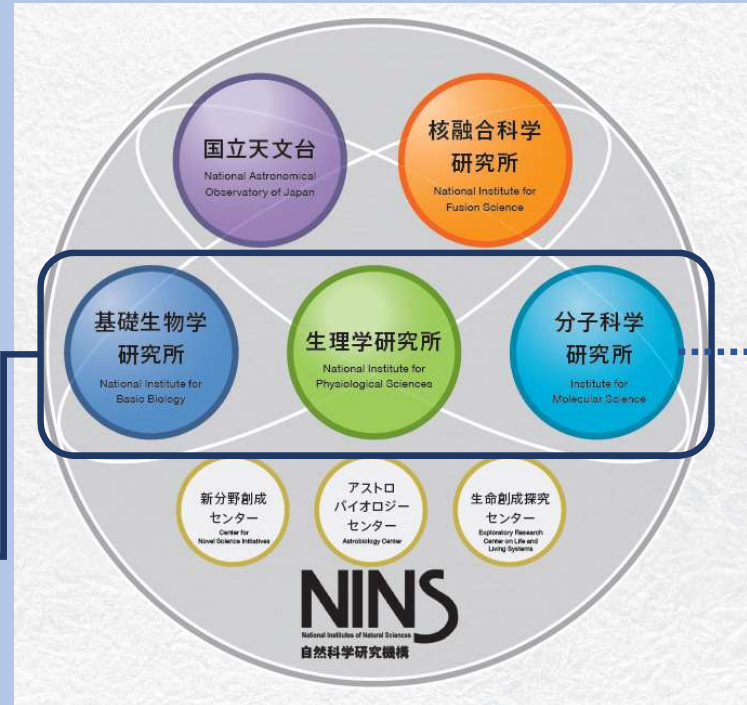 国立天文台
National Astronomical
Observatory of Japan
核融合科学
研究所
National Institute for
Fusion Science
基礎生物学
研究所
National Institute for
Basic Biology
生理学研究所
National Institute for
Physiological Sciences
分子科学
研究所
Institute for
Molecular Science
新分野創成
センター
Center for
Novel Science Initiatives
アストロ
バイオロジー
センター
Astrobiology Center
生命創成探究
センター
Exploratory Research
Center on Life and
Living Systems
NINS
National Institutes of Natural Sciences
自然科学研究機構